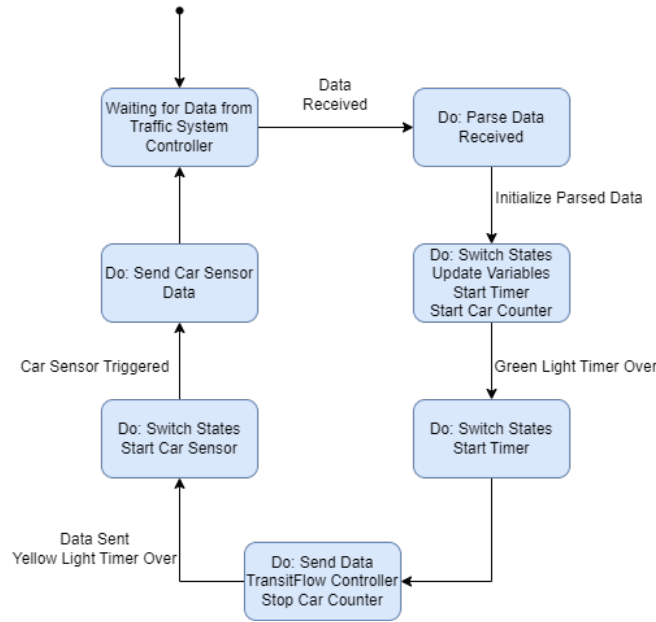 Waiting for Data from
Traffic System
Controller
Data
Received
Do: Parse Data
Received
Initialize Parsed Data
Do: Switch States
Update Variables
Start Timer
Start Car Counter
Green Light Timer Over
Do: Switch States
Start Timer
Do: Send Data
TransitFlow Controller
Stop Car Counter
Data Sent
Yellow Light Timer Over
Do: Switch States
Start Car Sensor
Car Sensor Triggered
Do: Send Car Sensor
Data